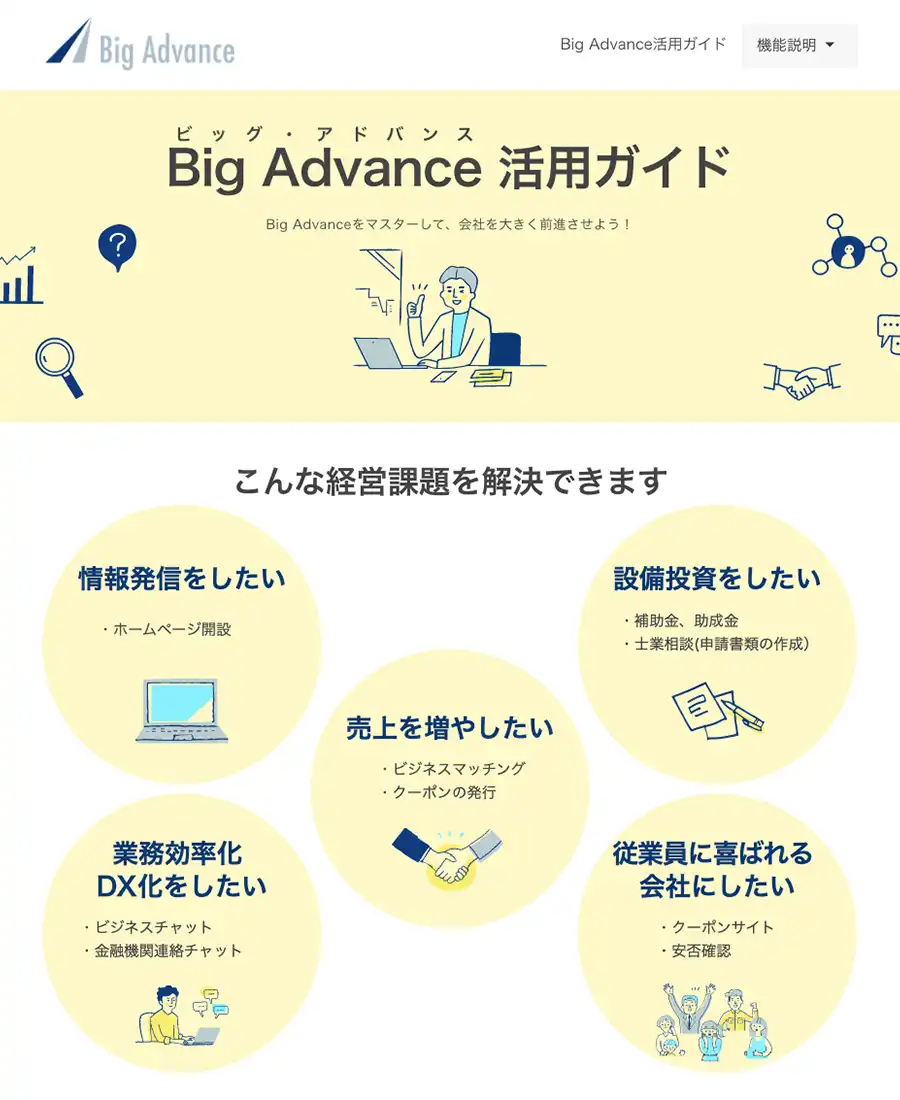 Big Advance
Big Advance活用ガイド
機能説明
ビッグ・アドバンス
Big Advance 活用ガイド
Big Advanceをマスターして、会社を大きく前進させよう！
?
こんな経営課題を解決できます
情報発信をしたい
・ホームページ開設
設備投資をしたい
・補助金、助成金
・士業相談(申請書類の作成)
売上を増やしたい
・ビジネスマッチング
・クーポンの発行
業務効率化
DX化をしたい
・ビジネスチャット
・金融機関連絡チャット
従業員に喜ばれる
会社にしたい
・クーポンサイト
・安否確認